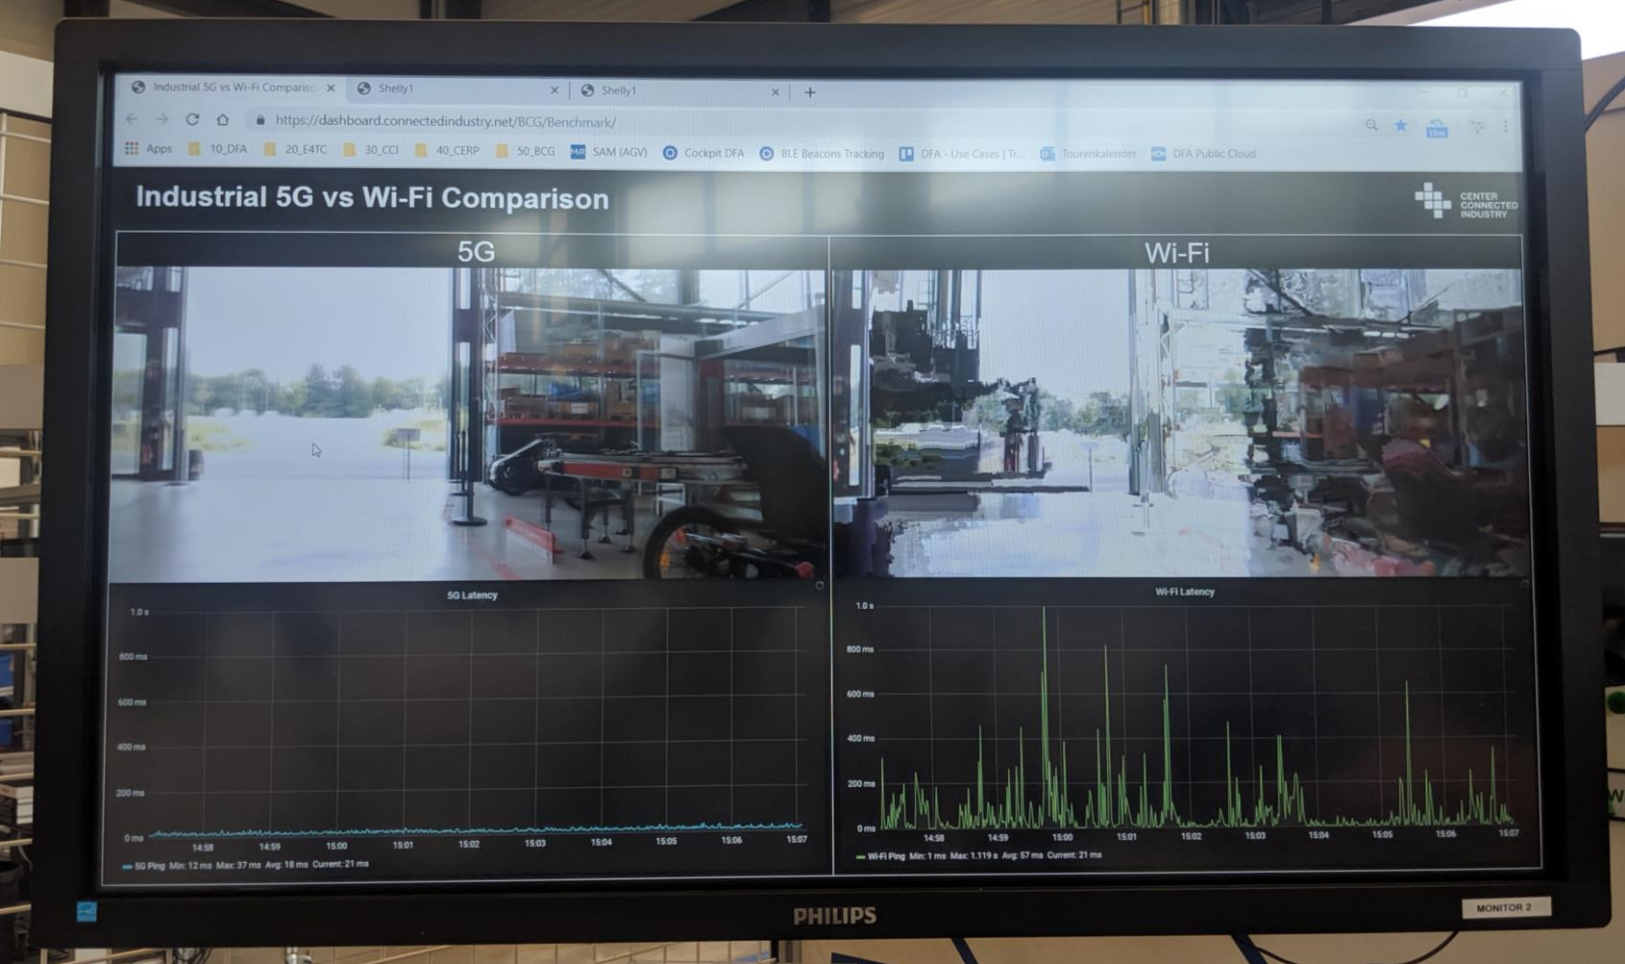 Industrial 5G vs Wi-Fi Compariso
Shelly1
Shelly1
https://dashboard.connectedindustry.net/BCG/Benchmark/
Apps 10_DFA 20_E4TC 30_CCI 40_CERP 50_BCG SAM (AGV) Cockpit DFA BLE Beacons Tracking DFA - Use Cases | Tr... Tourenkalender DFA Public Cloud
Industrial 5G vs Wi-Fi Comparison
CENTER
CONNECTED
INDUSTRY
5G
Wi-Fi
5G Latency
1.0 s
800 ms
600 ms
400 ms
200 ms
0 ms
14:58 14:59 15:00 15:01 15:02 15:03 15:04 15:05 15:06 15:07
5G Ping Min: 12 ms Max: 37 ms Avg: 18 ms Current: 21 ms
Wi-Fi Latency
1.0 s
800 ms
600 ms
400 ms
200 ms
0 ms
14:58 14:59 15:00 15:01 15:02 15:03 15:04 15:05 15:06 15:07
Wi-Fi Ping Min: 1 ms Max: 1.119 s Avg: 57 ms Current: 21 ms
PHILIPS
MONITOR 2